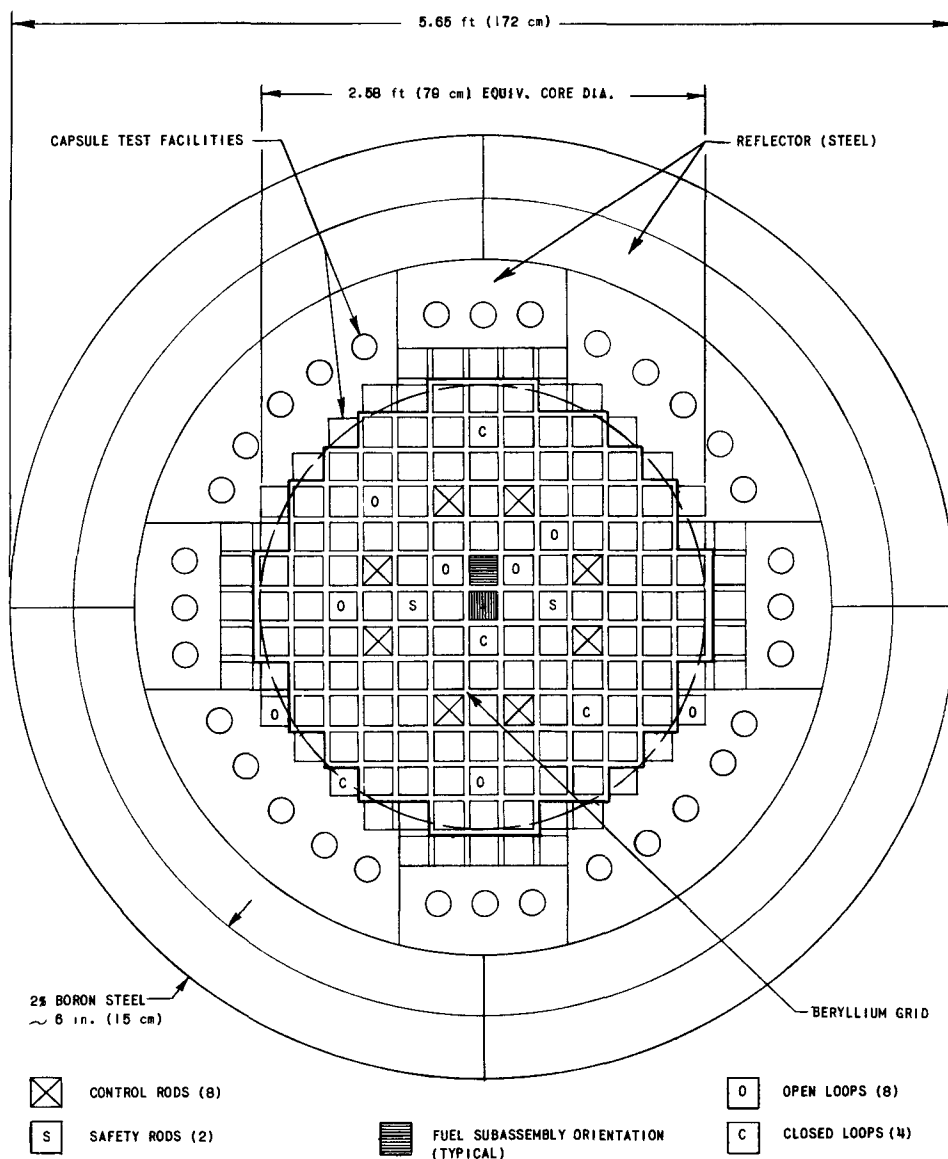 5.65 ft (172 cm)
2.58 ft (79 cm) EQUIV. CORE DIA.
CAPSULE TEST FACILITIES
REFLECTOR (STEEL)
C
O
O
O
O
O
S
S
C
O
C
O
C
O
2% BORON STEEL
~ 6 in. (15 cm)
BERYLLIUM GRID
CONTROL RODS (8)
O OPEN LOOPS (8)
S SAFETY RODS (2)
FUEL SUBASSEMBLY ORIENTATION
(TYPICAL)
C CLOSED LOOPS (4)